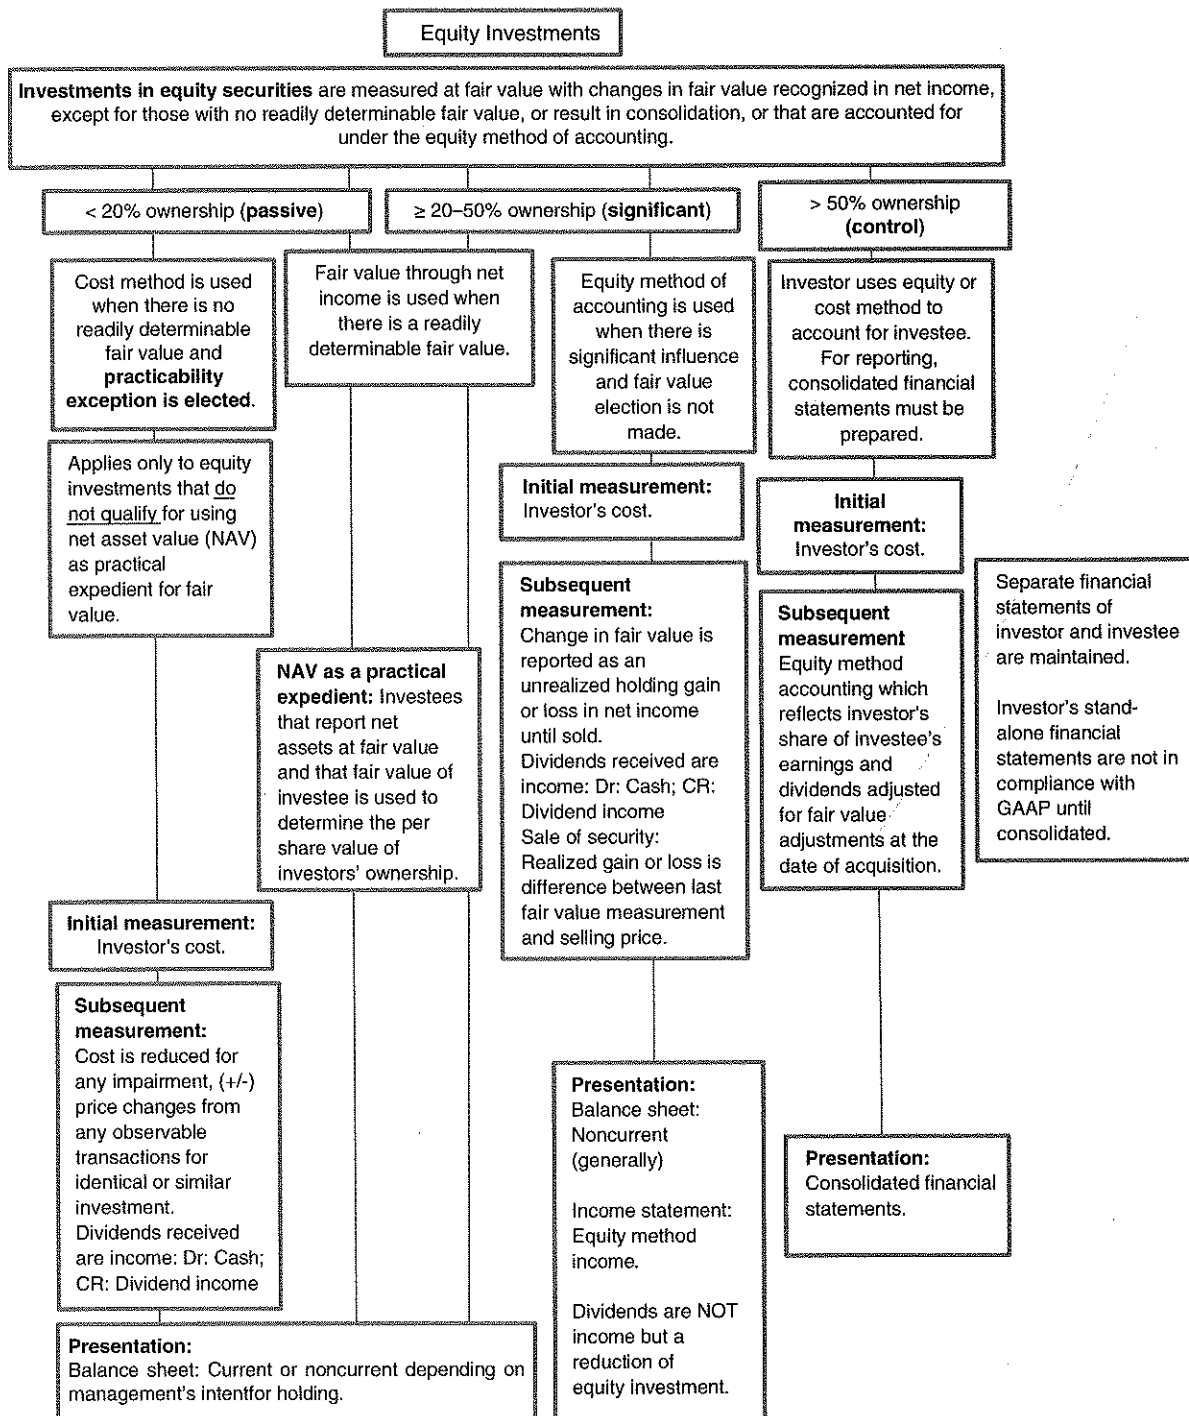 Equity Investments
Investments in equity securities are measured at fair value with changes in fair value recognized in net income,
except for those with no readily determinable fair value, or result in consolidation, or that are accounted for
under the equity method of accounting.
< 20% ownership (passive)
≥ 20–50% ownership (significant)
> 50% ownership
(control)
Cost method is used
when there is no
readily determinable
fair value and
practicability
exception is elected.
Fair value through net
income is used when
there is a readily
determinable fair value.
Equity method of
accounting is used
when there is
significant influence
and fair value
election is not
made.
Investor uses equity or
cost method to
account for investee.
For reporting,
consolidated financial
statements must be
prepared.
Applies only to equity
investments that do
not qualify for using
net asset value (NAV)
as practical
expedient for fair
value.
Initial measurement:
Investor's cost.
Initial
measurement:
Investor's cost.
Separate financial
statements of
investor and investee
are maintained.
Investor's stand-
alone financial
statements are not in
compliance with
GAAP until
consolidated.
Subsequent
measurement:
Change in fair value is
reported as an
unrealized holding gain
or loss in net income
until sold.
Dividends received are
income: Dr: Cash; CR:
Dividend income
Sale of security:
Realized gain or loss is
difference between last
fair value measurement
and selling price.
Subsequent
measurement
Equity method
accounting which
reflects investor's
share of investee's
earnings and
dividends adjusted
for fair value
adjustments at the
date of acquisition.
NAV as a practical
expedient: Investees
that report net
assets at fair value
and that fair value of
investee is used to
determine the per
share value of
investors' ownership.
Initial measurement:
Investor's cost.
Subsequent
measurement:
Cost is reduced for
any impairment, (+/-)
price changes from
any observable
transactions for
identical or similar
investment.
Dividends received
are income: Dr: Cash;
CR: Dividend income
Presentation:
Balance sheet:
Noncurrent
(generally)
Income statement:
Equity method
income.
Dividends are NOT
income but a
reduction of
equity investment.
Presentation:
Consolidated financial
statements.
Presentation:
Balance sheet: Current or noncurrent depending on
management's intentfor holding.